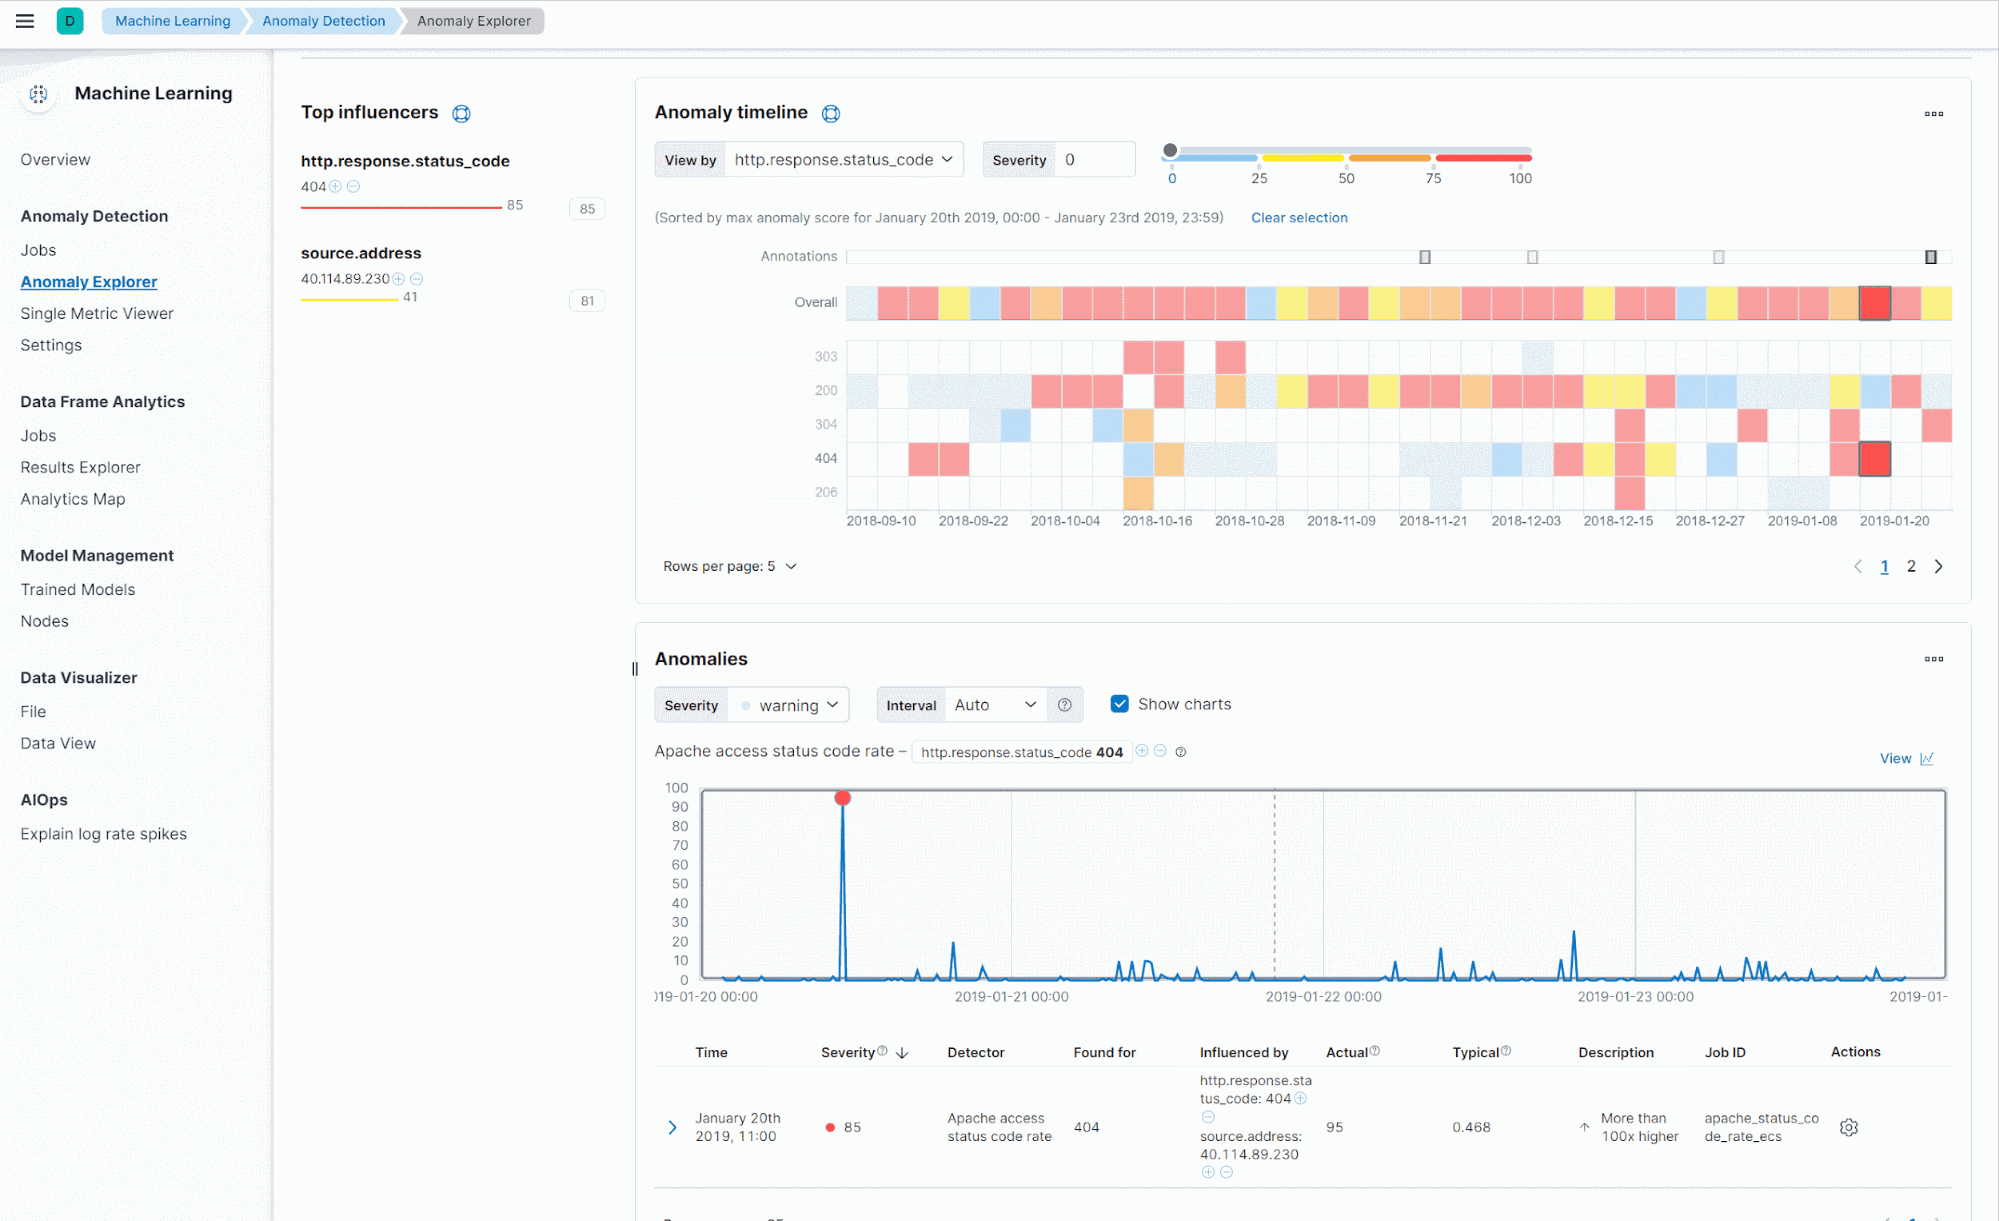 D
Machine Learning
Anomaly Detection
Anomaly Explorer
Machine Learning
Overview
Anomaly Detection
Jobs
Anomaly Explorer
Single Metric Viewer
Settings
Data Frame Analytics
Jobs
Results Explorer
Analytics Map
Model Management
Trained Models
Nodes
Data Visualizer
File
Data View
AIOps
Explain log rate spikes
Top influencers
http.response.status_code
404
85
85
source.address
40.114.89.230
41
81
Anomaly timeline
View by http.response.status_code
Severity 0
0 25 50 75 100
(Sorted by max anomaly score for January 20th 2019, 00:00 - January 23rd 2019, 23:59) Clear selection
Annotations
Overall
303
200
304
404
206
2018-09-10 2018-09-22 2018-10-04 2018-10-16 2018-10-28 2018-11-09 2018-11-21 2018-12-03 2018-12-15 2018-12-27 2019-01-08 2019-01-20
Rows per page: 5
1 2
Anomalies
Severity warning
Interval Auto
Show charts
Apache access status code rate – http.response.status_code 404
View
100
90
80
70
60
50
40
30
20
10
0
19-01-20 00:00 2019-01-21 00:00 2019-01-22 00:00 2019-01-23 00:00 2019-01-
Time Severity Detector Found for Influenced by Actual Typical Description Job ID Actions
January 20th
2019, 11:00
85
Apache access
status code rate
404
http.response.sta
tus_code: 404
source.address:
40.114.89.230
95
0.468
More than
100x higher
apache_status_co
de_rate_ecs